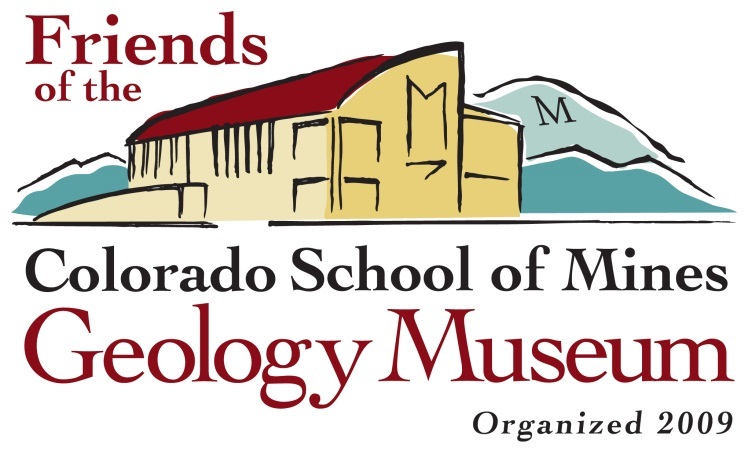 Friends
of the
M
Colorado School of Mines
Geology Museum
Organized 2009